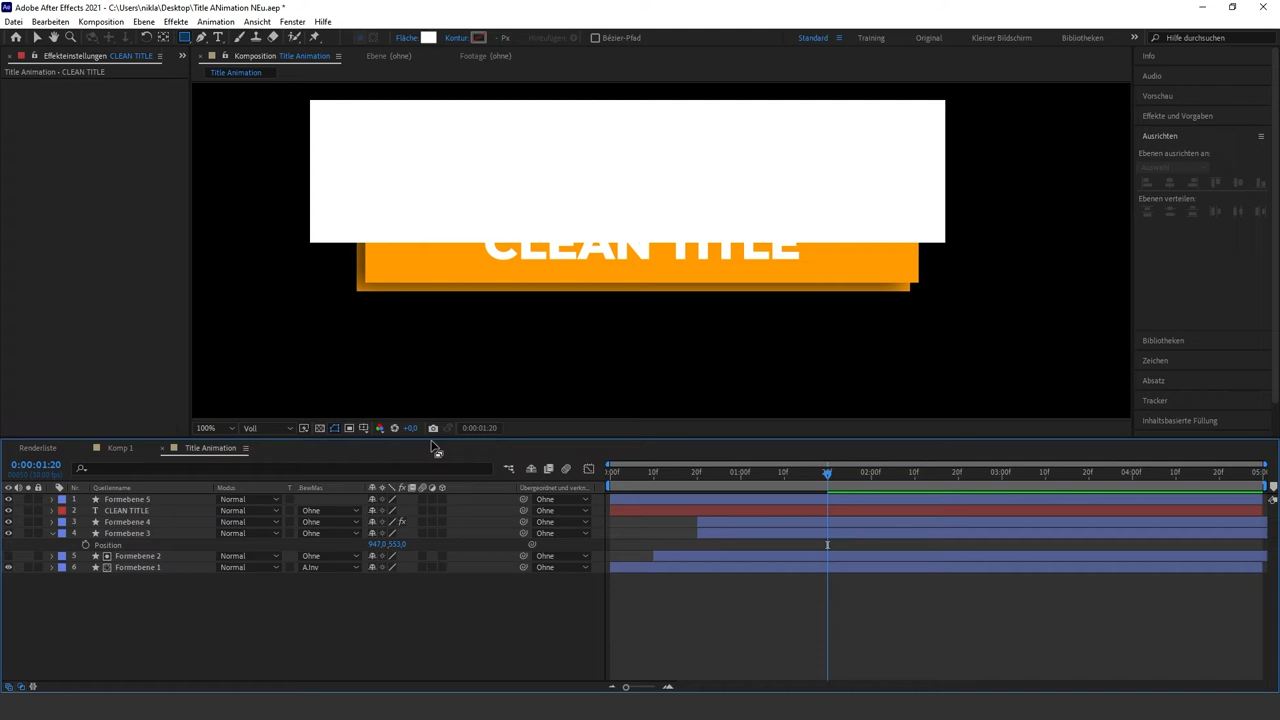 Adobe After Effects 2021 - C:\Users\nikla\Desktop\Title ANimation NEu.aep *
Datei Bearbeiten Komposition Ebene Effekte Animation Ansicht Fenster Hilfe
Fläche: Kontur: - Px Hinzufügen: Bézier-Pfad Standard Training Original Kleiner Bildschirm Bibliotheken Hilfe durchsuchen
Effekteinstellungen CLEAN TITLE Komposition Title Animation Ebene (ohne) Footage (ohne)
Title Animation • CLEAN TITLE
Title Animation
Info
Audio
Vorschau
Effekte und Vorgaben
Ausrichten
Ebenen ausrichten an:
Auswahl
Ebenen verteilen:
CLEAN TITLE
Bibliotheken
Zeichen
Absatz
Tracker
Inhaltsbasierte Füllung
100% Voll +0,0 0:00:01:20
Renderliste Komp 1 Title Animation
0:00:01:20
Nr. Quellenname Modus T .BewMas Übergeordnet und verkn...
0:00f 10f 20f 01:00f 10f 20f 02:00f 10f 20f 03:00f 10f 20f 04:00f 10f 20f 05:0
1 Formebene 5 Normal Ohne
2 CLEAN TITLE Normal Ohne Ohne
3 Formebene 4 Normal Ohne Ohne
4 Formebene 3 Normal Ohne Ohne
Position 947,0,553,0
5 Formebene 2 Normal Ohne Ohne
6 Formebene 1 Normal A.Inv Ohne